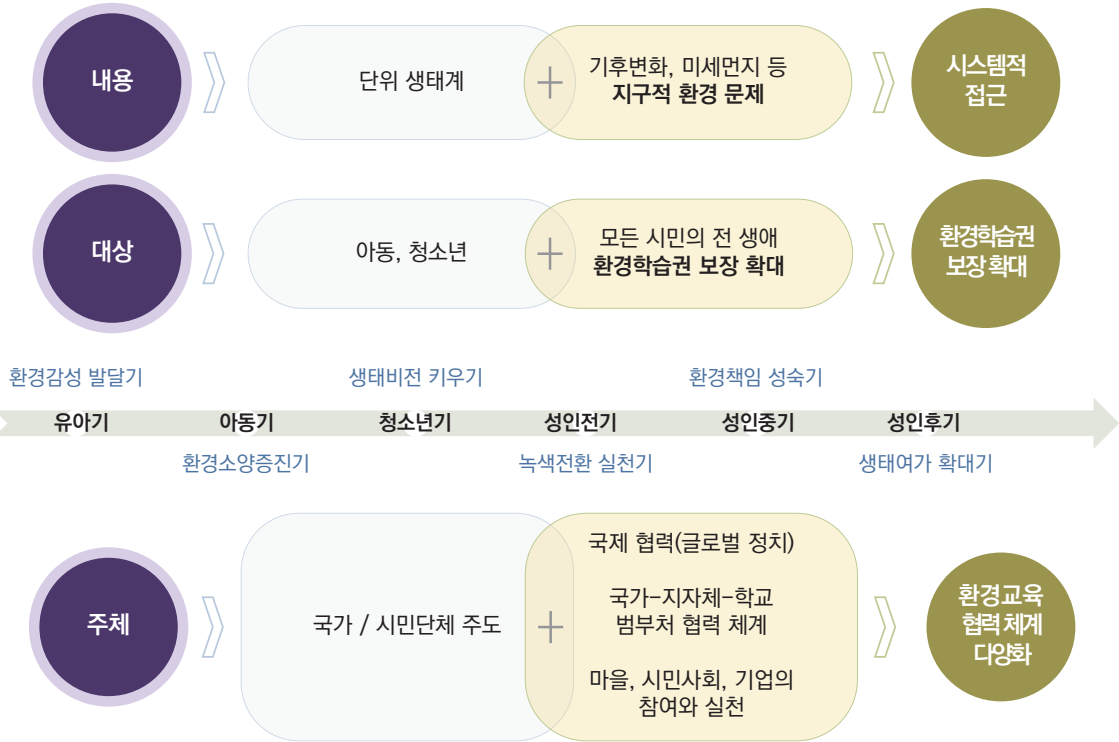 내용
단위 생태계
+
기후변화, 미세먼지 등
지구적 환경 문제
시스템적
접근
대상
아동, 청소년
+
모든 시민의 전 생애
환경학습권 보장 확대
환경학습권
보장 확대
환경감성 발달기
생태비전 키우기
환경책임 성숙기
유아기
아동기
청소년기
성인전기
성인중기
성인후기
환경소양증진기
녹색전환 실천기
생태여가 확대기
주체
국가 / 시민단체 주도
+
국제 협력(글로벌 정치)
국가-지자체-학교
범부처 협력 체계
마을, 시민사회, 기업의
참여와 실천
환경교육
협력 체계
다양화